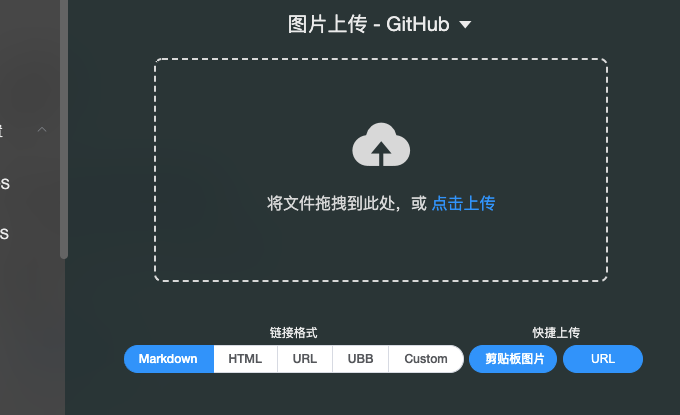 图片上传 - GitHub
s
将文件拖拽到此处，或 点击上传
s
链接格式 快捷上传
Markdown HTML URL UBB Custom 剪贴板图片 URL